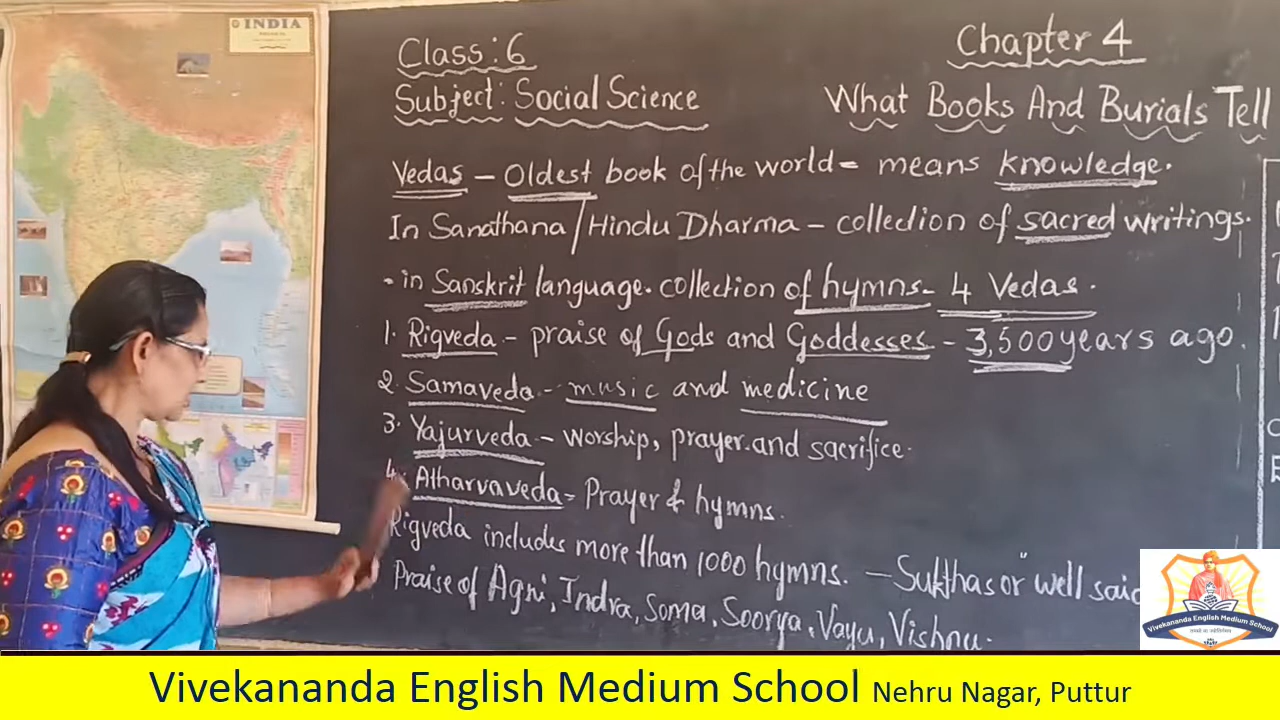 INDIA
Class: 6
Chapter 4
Subject: Social Science
What Books And Burials Tell
Vedas – Oldest book of the world = means knowledge.
In Sanathana/Hindu Dharma – collection of sacred writings.
· in Sanskrit language. collection of hymns – 4 Vedas.
1. Rigveda – praise of Gods and Goddesses – 3,500 years ago.
2. Samaveda – music and medicine
3. Yajurveda – worship, prayer and sacrifice.
4. Atharvaveda = Prayer & hymns.
Rigveda includes more than 1000 hymns. – Sukthas or "well said
Praise of Agni, Indra, Soma, Soorya, Vayu, Vishnu.
Vivekananda English Medium School
Vivekananda English Medium School Nehru Nagar, Puttur